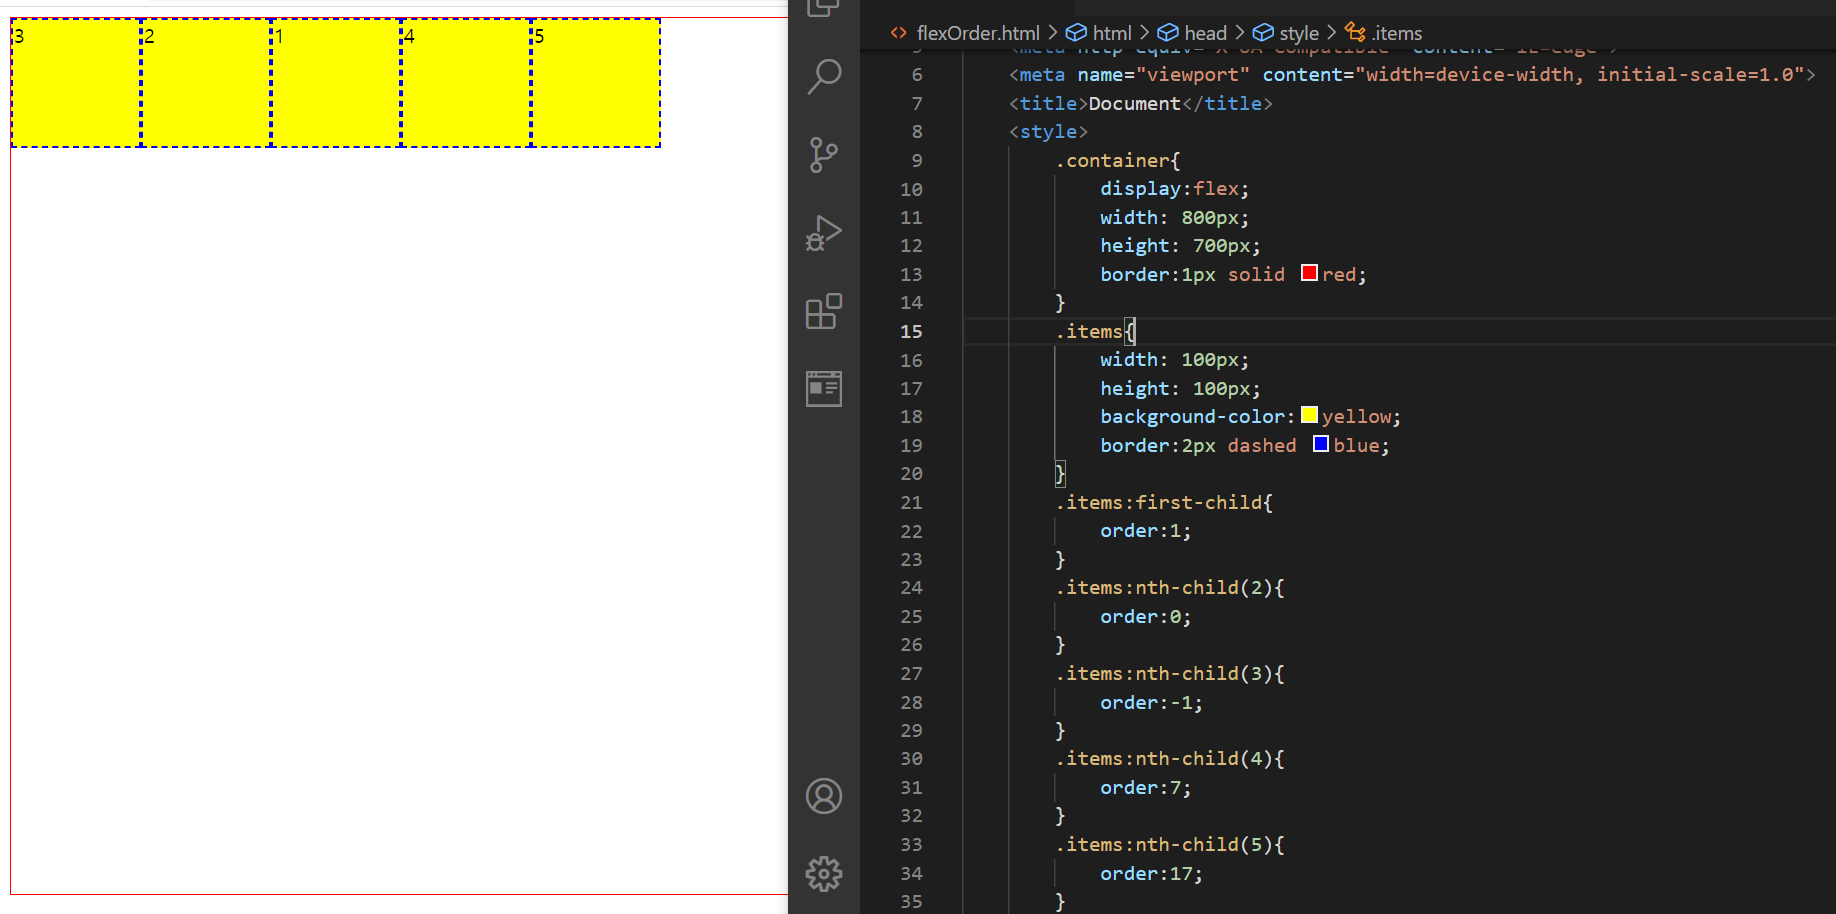 3 2 1 4 5
flexOrder.html > html > head > style > .items
6 <meta name="viewport" content="width=device-width, initial-scale=1.0">
7 <title>Document</title>
8 <style>
9 .container{
10 display:flex;
11 width: 800px;
12 height: 700px;
13 border:1px solid red;
14 }
15 .items{
16 width: 100px;
17 height: 100px;
18 background-color:yellow;
19 border:2px dashed blue;
20 }
21 .items:first-child{
22 order:1;
23 }
24 .items:nth-child(2){
25 order:0;
26 }
27 .items:nth-child(3){
28 order:-1;
29 }
30 .items:nth-child(4){
31 order:7;
32 }
33 .items:nth-child(5){
34 order:17;
35 }